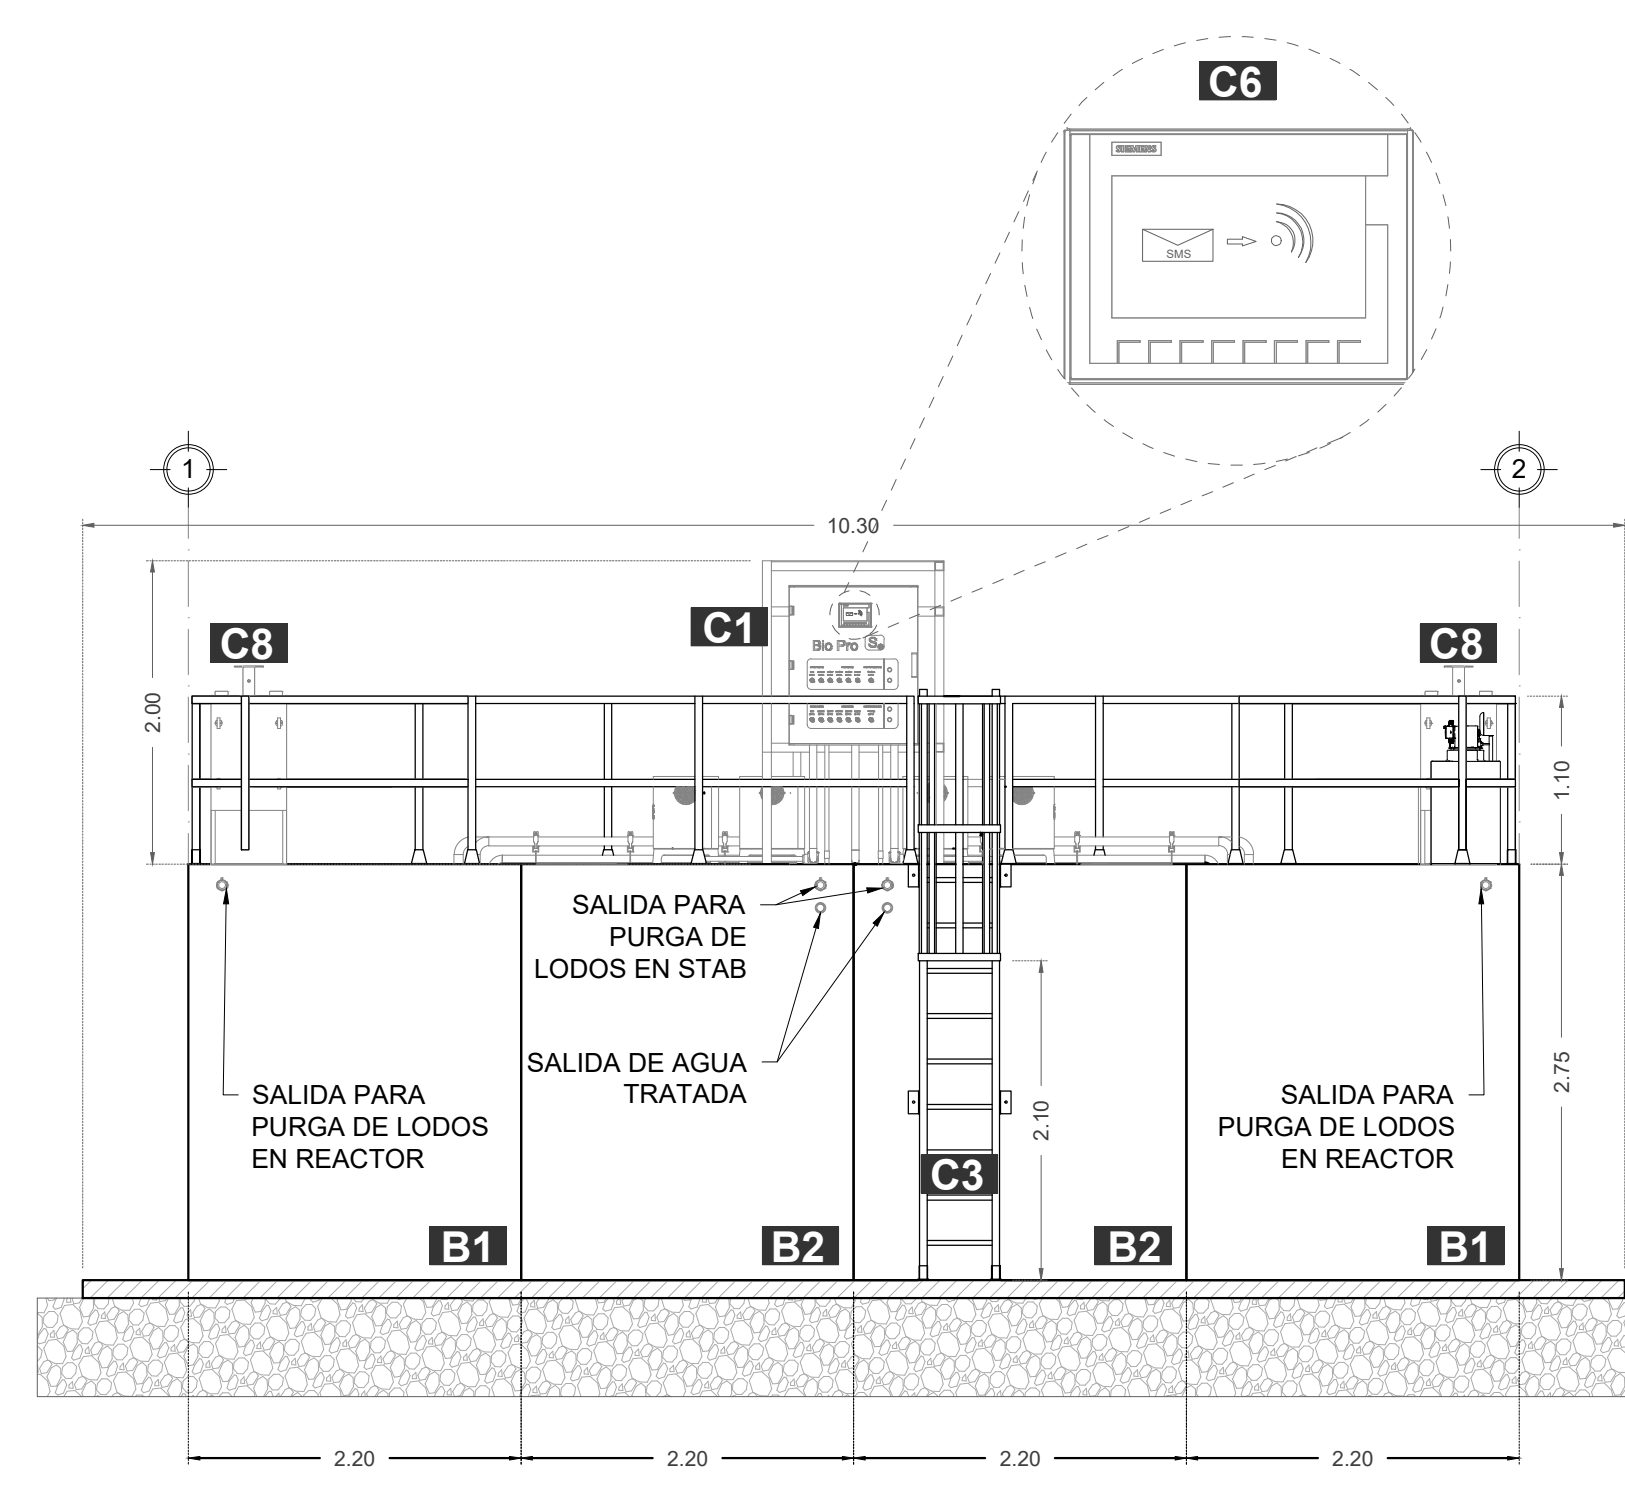 C6
SIEMENS
SMS
1
2
10.30
C1
C8
C8
Bio Pro
S
2.00
1.10
SALIDA PARA
PURGA DE
LODOS EN STAB
SALIDA DE AGUA
TRATADA
SALIDA PARA
PURGA DE LODOS
EN REACTOR
SALIDA PARA
PURGA DE LODOS
EN REACTOR
2.10
2.75
C3
B1
B2
B2
B1
2.20
2.20
2.20
2.20